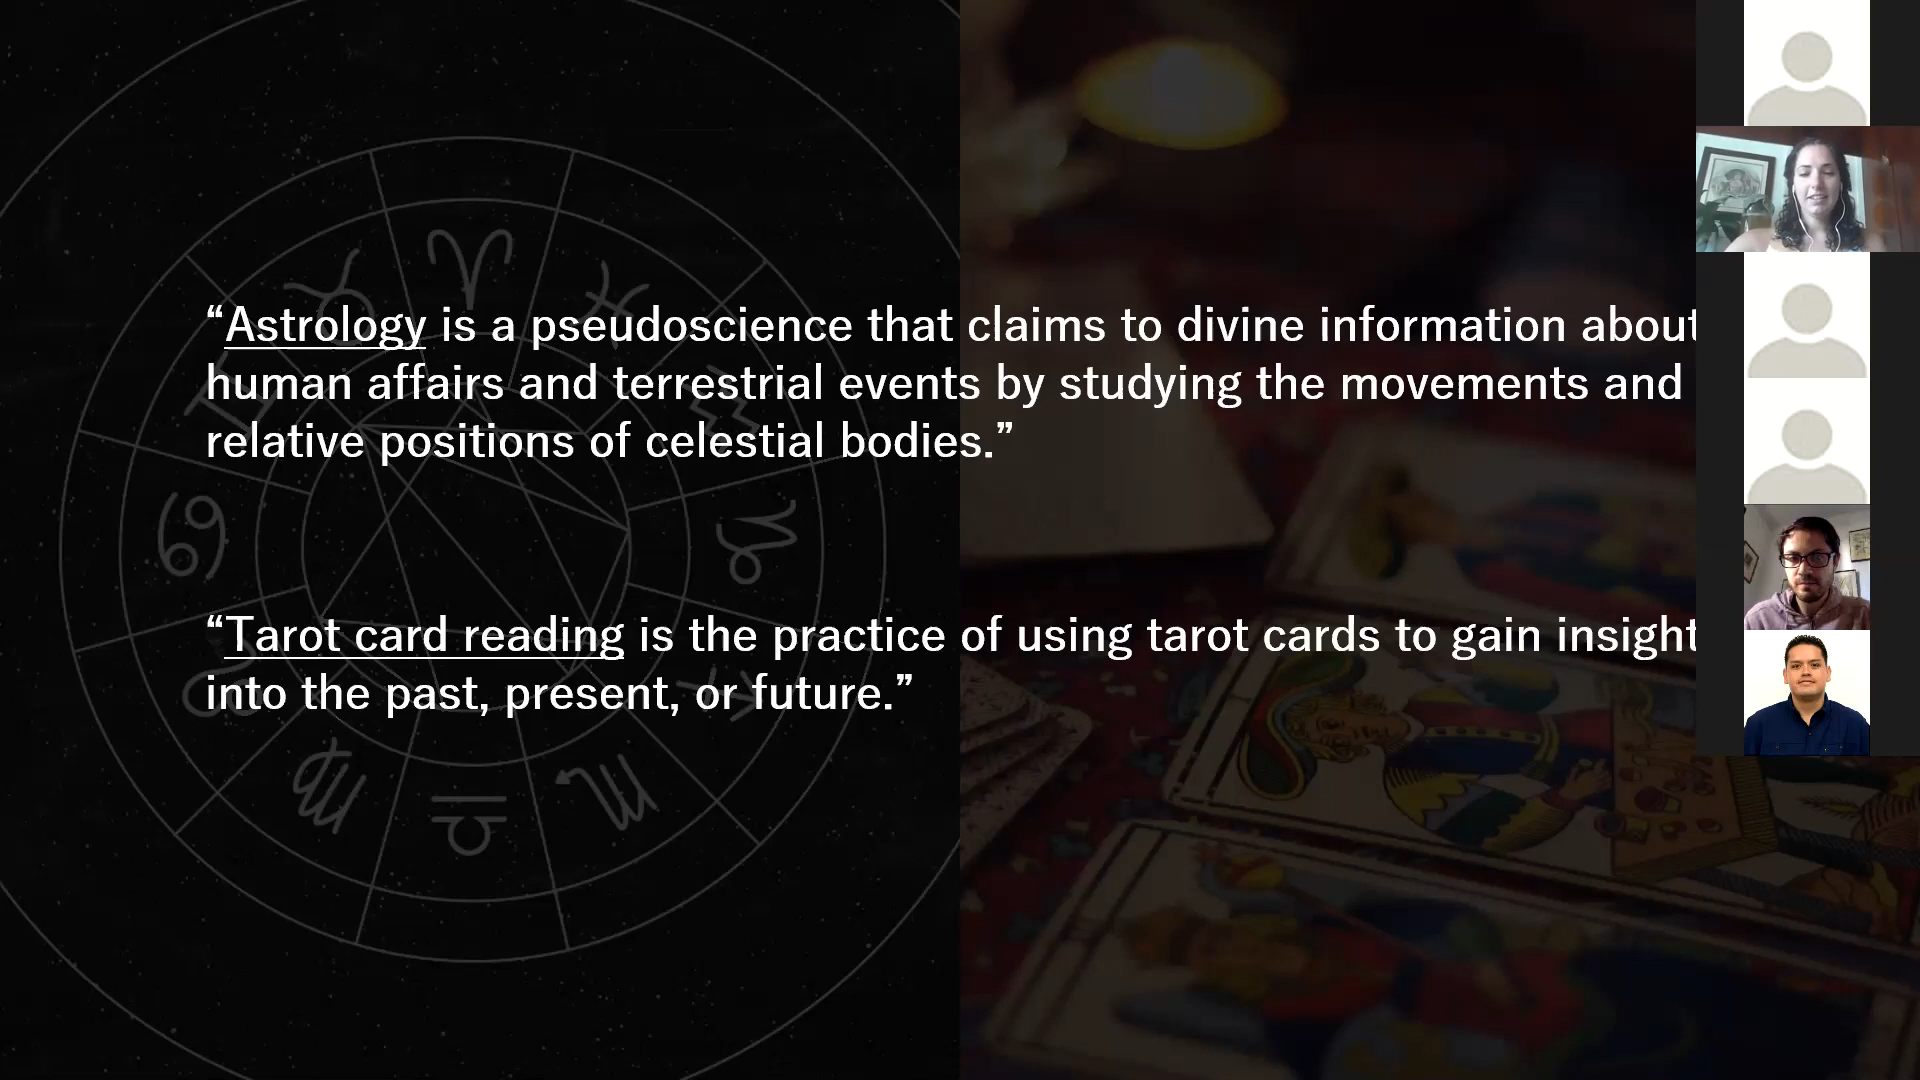 “Astrology is a pseudoscience that claims to divine information about
human affairs and terrestrial events by studying the movements and
relative positions of celestial bodies.”
“Tarot card reading is the practice of using tarot cards to gain insight
into the past, present, or future.”